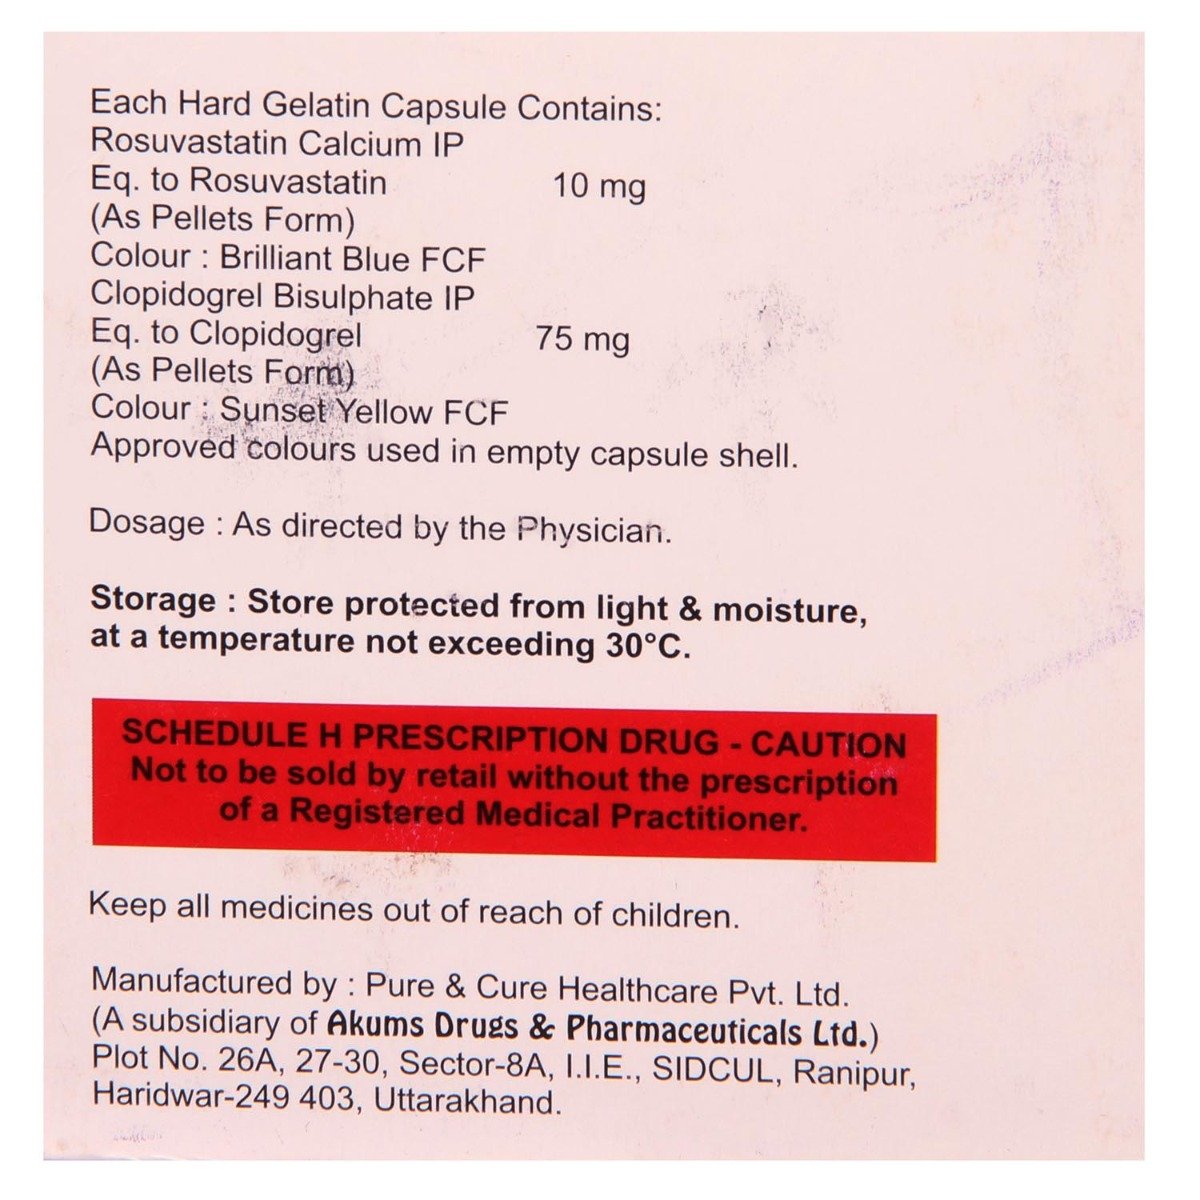 Each Hard Gelatin Capsule Contains:
Rosuvastatin Calcium IP
Eq. to Rosuvastatin 10 mg
(As Pellets Form)
Colour : Brilliant Blue FCF
Clopidogrel Bisulphate IP
Eq. to Clopidogrel 75 mg
(As Pellets Form)
Colour : Sunset Yellow FCF
Approved colours used in empty capsule shell.
Dosage : As directed by the Physician.
Storage : Store protected from light & moisture,
at a temperature not exceeding 30°C.
SCHEDULE H PRESCRIPTION DRUG - CAUTION
Not to be sold by retail without the prescription
of a Registered Medical Practitioner.
Keep all medicines out of reach of children.
Manufactured by : Pure & Cure Healthcare Pvt. Ltd.
(A subsidiary of Akums Drugs & Pharmaceuticals Ltd.)
Plot No. 26A, 27-30, Sector-8A, I.I.E., SIDCUL, Ranipur,
Haridwar-249 403, Uttarakhand.